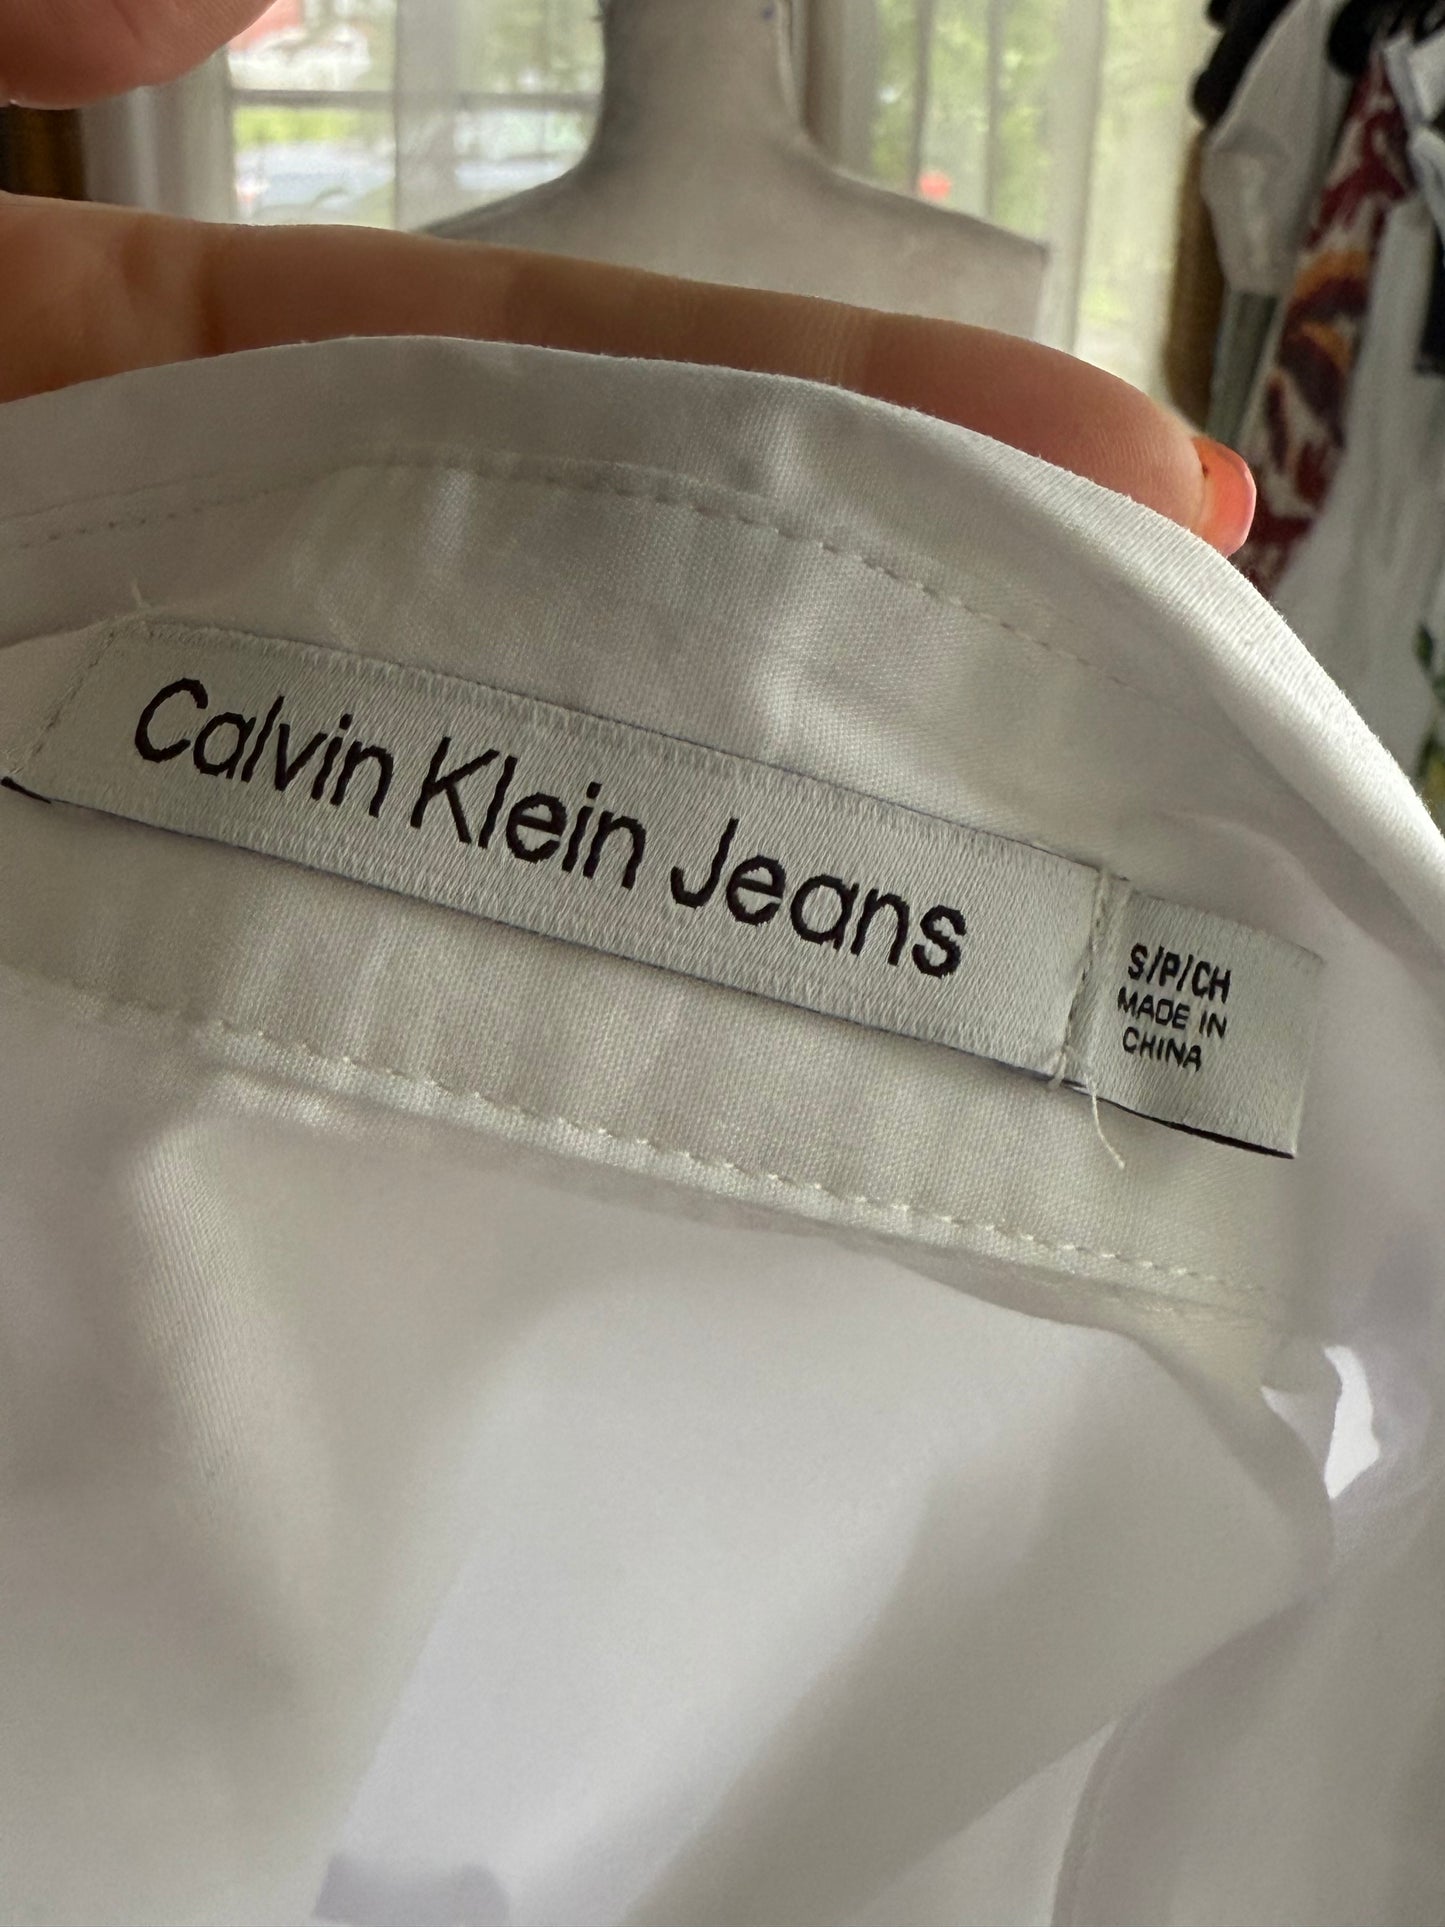 Calvin Klein Jeans
S/P/CH
MADE IN
CHINA